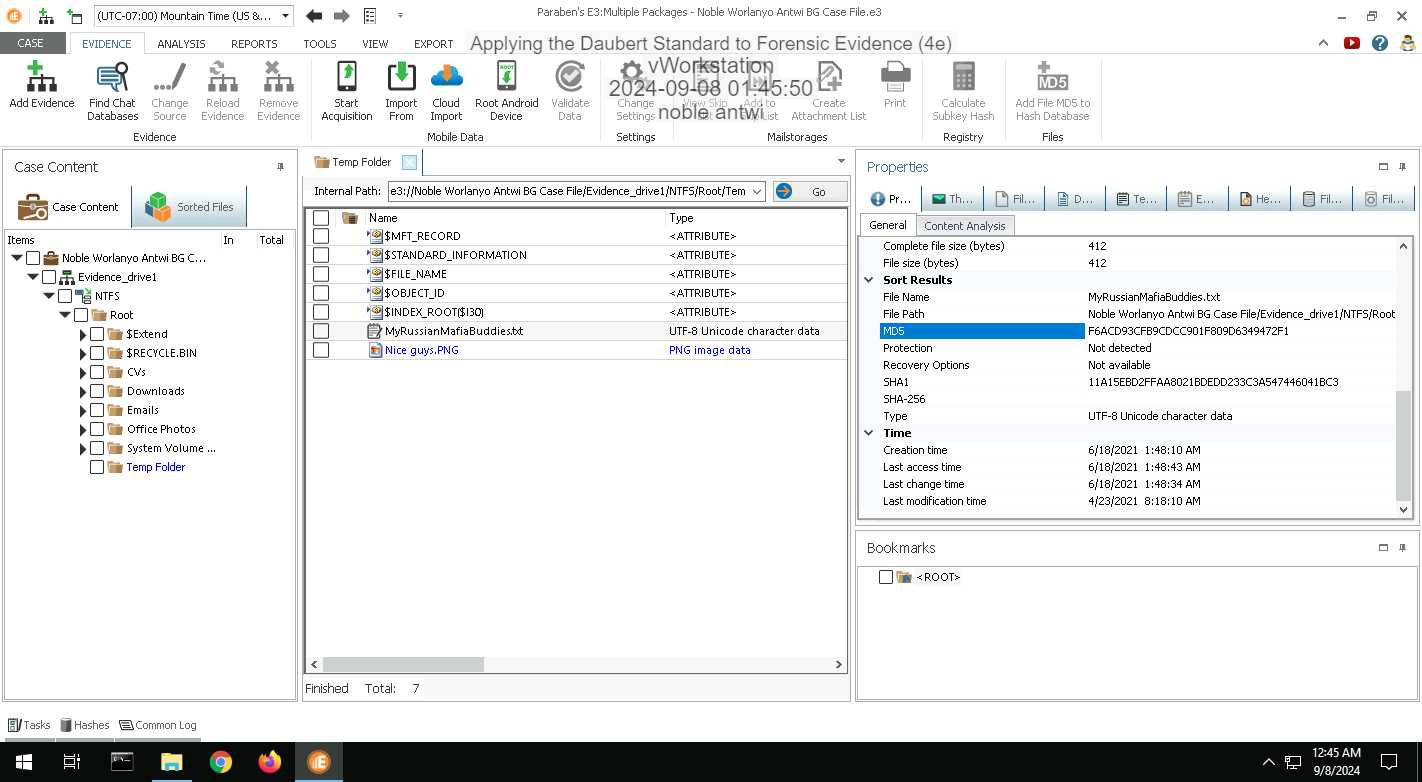 (UTC-07:00) Mountain Time (US &...
Paraben's E3:Multiple Packages - Noble Worlanyo Antwi BG Case File.e3
CASE EVIDENCE ANALYSIS REPORTS TOOLS VIEW EXPORT
Applying the Daubert Standard to Forensic Evidence (4e)
vWorkstation
2024-09-08 01:45:50
noble antwi
Add Evidence
Find Chat Databases
Change Source
Reload Evidence
Remove Evidence
Start Acquisition
Import From
Cloud Import
Root Android Device
Validate Data
Change Settings
View Skip List
Add to Skip List
Create Attachment List
Print
Calculate Subkey Hash
MD5
Add File MD5 to Hash Database
Evidence Mobile Data Settings Mailstorages Registry Files
Case Content
Case Content Sorted Files
Items In Total
Noble Worlanyo Antwi BG C...
Evidence_drive1
NTFS
Root
$Extend
$RECYCLE.BIN
CVs
Downloads
Emails
Office Photos
System Volume ...
Temp Folder
Temp Folder
Internal Path: e3://Noble Worlanyo Antwi BG Case File/Evidence_drive1/NTFS/Root/Tem Go
Name Type
$MFT_RECORD <ATTRIBUTE>
$STANDARD_INFORMATION <ATTRIBUTE>
$FILE_NAME <ATTRIBUTE>
$OBJECT_ID <ATTRIBUTE>
$INDEX_ROOT($I30) <ATTRIBUTE>
MyRussianMafiaBuddies.txt UTF-8 Unicode character data
Nice guys.PNG PNG image data
Finished Total: 7
Properties
Pr... Th... Fil... D... Te... E... He... Fil... Fil...
General Content Analysis
Complete file size (bytes) 412
File size (bytes) 412
Sort Results
File Name MyRussianMafiaBuddies.txt
File Path Noble Worlanyo Antwi BG Case File/Evidence_drive1/NTFS/Root
MD5 F6ACD93CFB9CDCC901F809D6349472F1
Protection Not detected
Recovery Options Not available
SHA1 11A15EBD2FFAA8021BDEDD233C3A547446041BC3
SHA-256
Type UTF-8 Unicode character data
Time
Creation time 6/18/2021 1:48:10 AM
Last access time 6/18/2021 1:48:43 AM
Last change time 6/18/2021 1:48:34 AM
Last modification time 4/23/2021 8:18:10 AM
Bookmarks
<ROOT>
Tasks Hashes Common Log
12:45 AM
9/8/2024